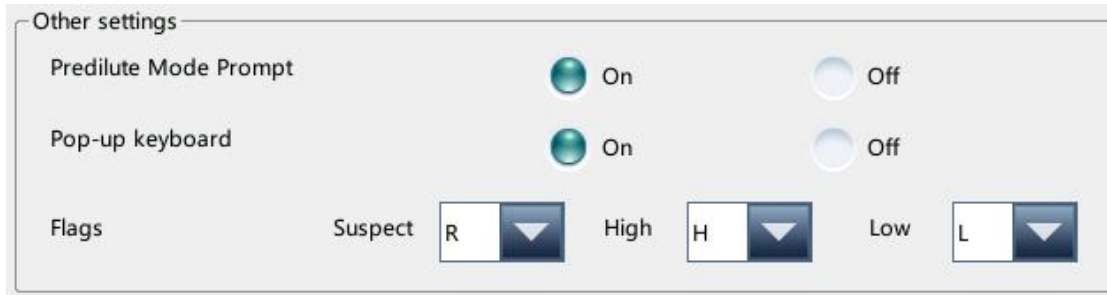 Other settings
Predilute Mode Prompt On Off
Pop-up keyboard On Off
Flags Suspect R High H Low L